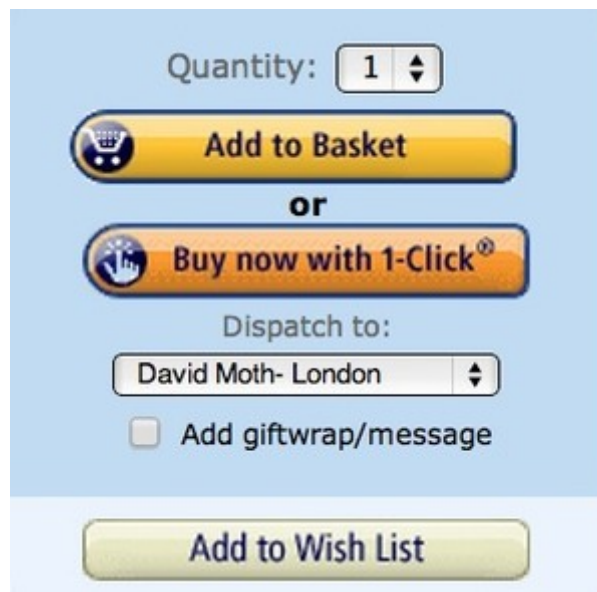 Quantity: 1
Add to Basket
or
Buy now with 1-Click®
Dispatch to:
David Moth- London
Add giftwrap/message
Add to Wish List